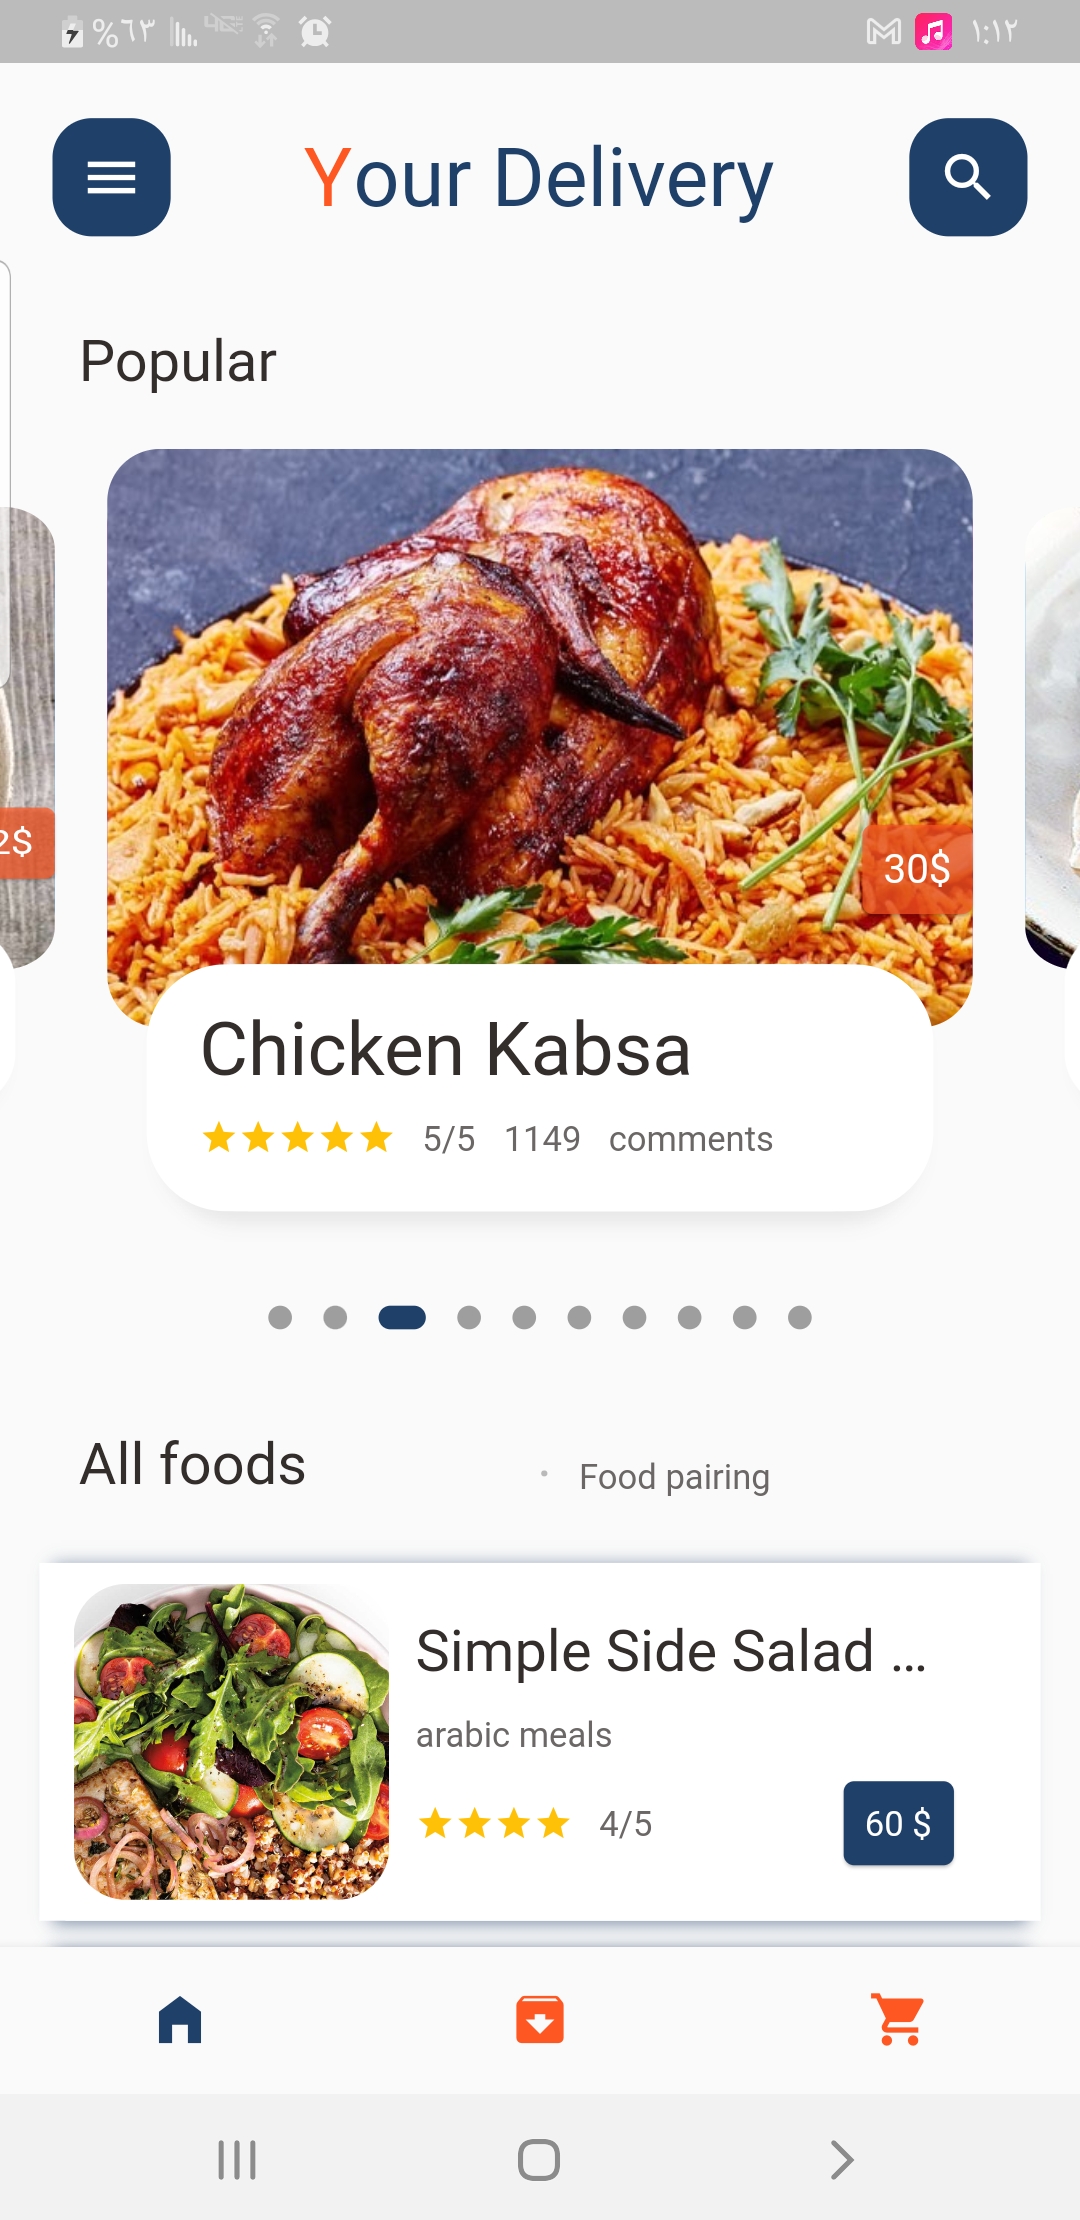 %٦٣ ١:١٢
Your Delivery
Popular
2$
30$
Chicken Kabsa
5/5 1149 comments
All foods
Food pairing
Simple Side Salad ...
arabic meals
4/5
60 $